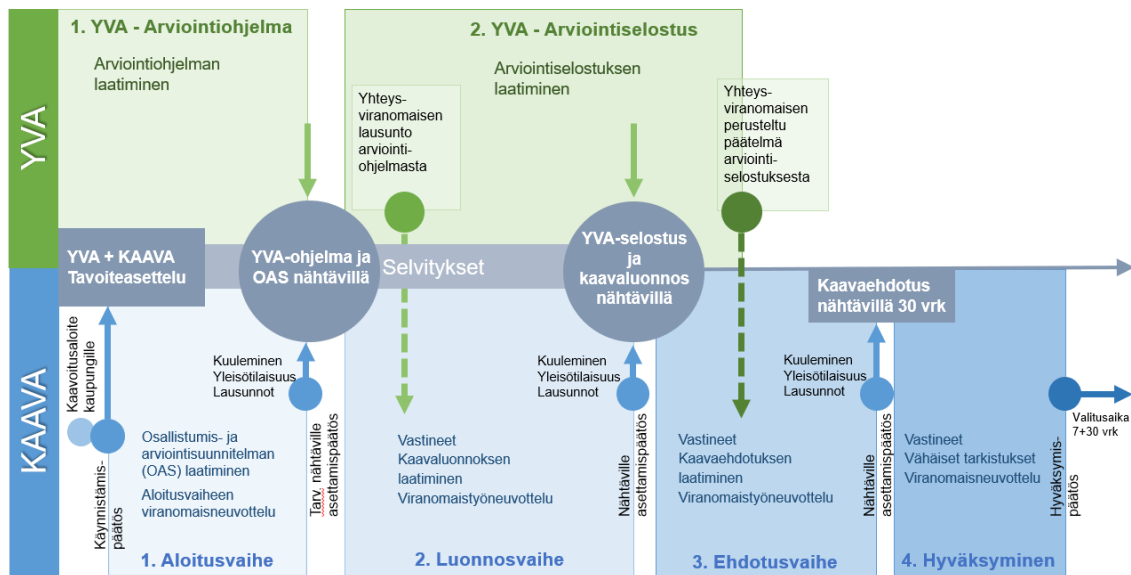 YVA
1. YVA - Arviointiohjelma
Arviointiohjelman
laatiminen
2. YVA - Arviointiselostus
Arviointiselostuksen
laatiminen
Yhteys-
viranomaisen
lausunto
arviointi-
ohjelmasta
Yhteys-
viranomaisen
perusteltu
päätelmä
arviointi-
selostuksesta
YVA + KAAVA
Tavoiteasettelu
YVA-ohjelma ja
OAS nähtävillä
Selvitykset
YVA-selostus
ja
kaavaluonnos
nähtävillä
Kaavaehdotus
nähtävillä 30 vrk
KAAVA
Kaavoitusaloite
kaupungille
Käynnistämis-
päätös
Osallistumis- ja
arviointisuunnitelman
(OAS) laatiminen
Aloitusvaiheen
viranomaisneuvottelu
Kuuleminen
Yleisötilaisuus
Lausunnot
Tarv. nähtäville
asettamispäätös
Vastineet
Kaavaluonnoksen
laatiminen
Viranomaistyöneuvottelu
Kuuleminen
Yleisötilaisuus
Lausunnot
Nähtäville
asettamispäätös
Vastineet
Kaavaehdotuksen
laatiminen
Viranomaistyöneuvottelu
Kuuleminen
Yleisötilaisuus
Lausunnot
Nähtäville
asettamispäätös
Vastineet
Vähäiset tarkistukset
Viranomaisneuvottelu
Hyväksymis-
päätös
Valitusaika
7+30 vrk
1. Aloitusvaihe
2. Luonnosvaihe
3. Ehdotusvaihe
4. Hyväksyminen